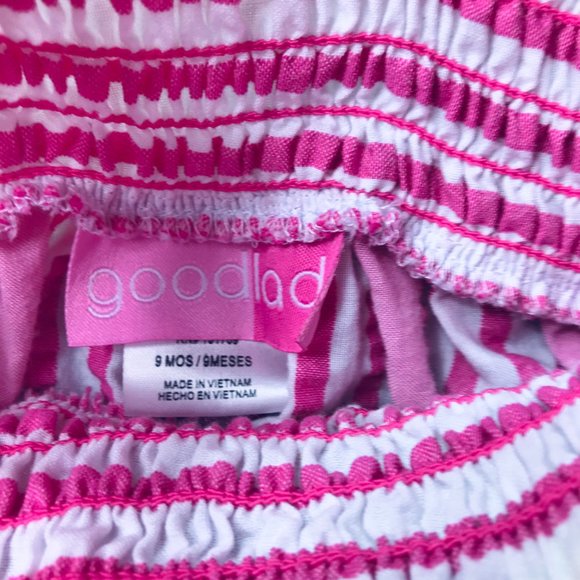 goodlad
9 MOS / 9MESES
MADE IN VIETNAM
HECHO EN VIETNAM